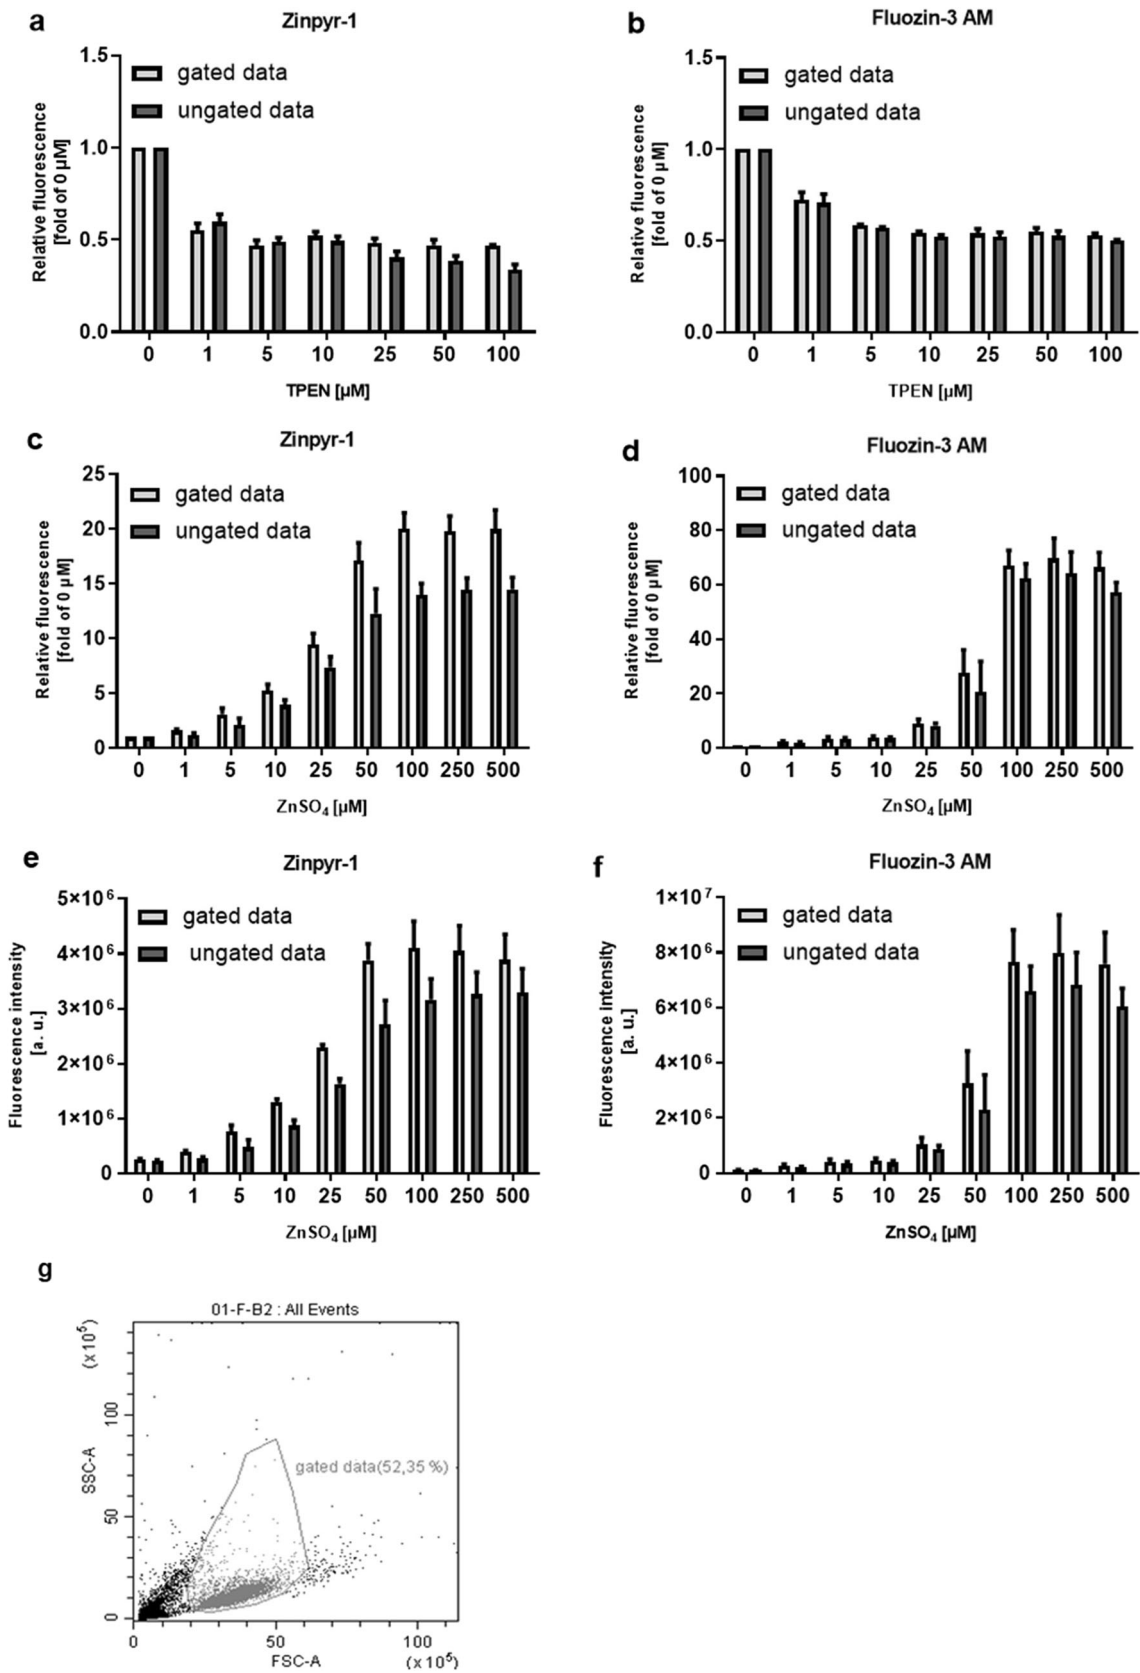 a
Zinpyr-1
1.5
1.0
0.5
0.0
Relative fluorescence
[fold of 0 µM]
gated data
ungated data
0 1 5 10 25 50 100
TPEN [µM]
b
Fluozin-3 AM
1.5
1.0
0.5
0.0
Relative fluorescence
[fold of 0 µM]
gated data
ungated data
0 1 5 10 25 50 100
TPEN [µM]
c
Zinpyr-1
25
20
15
10
5
0
Relative fluorescence
[fold of 0 µM]
gated data
ungated data
0 1 5 10 25 50 100 250 500
ZnSO₄ [µM]
d
Fluozin-3 AM
100
80
60
40
20
0
Relative fluorescence
[fold of 0 µM]
gated data
ungated data
0 1 5 10 25 50 100 250 500
ZnSO₄ [µM]
e
Zinpyr-1
5×10⁶
4×10⁶
3×10⁶
2×10⁶
1×10⁶
0
Fluorescence intensity
[a. u.]
gated data
ungated data
0 1 5 10 25 50 100 250 500
ZnSO₄ [µM]
f
Fluozin-3 AM
1×10⁷
8×10⁶
6×10⁶
4×10⁶
2×10⁶
0
Fluorescence intensity
[a. u.]
gated data
ungated data
0 1 5 10 25 50 100 250 500
ZnSO₄ [µM]
g
01-F-B2 : All Events
(x 10⁵)
100
50
0
SSC-A
gated data(52,35 %)
0 50 100
FSC-A (x 10⁵)